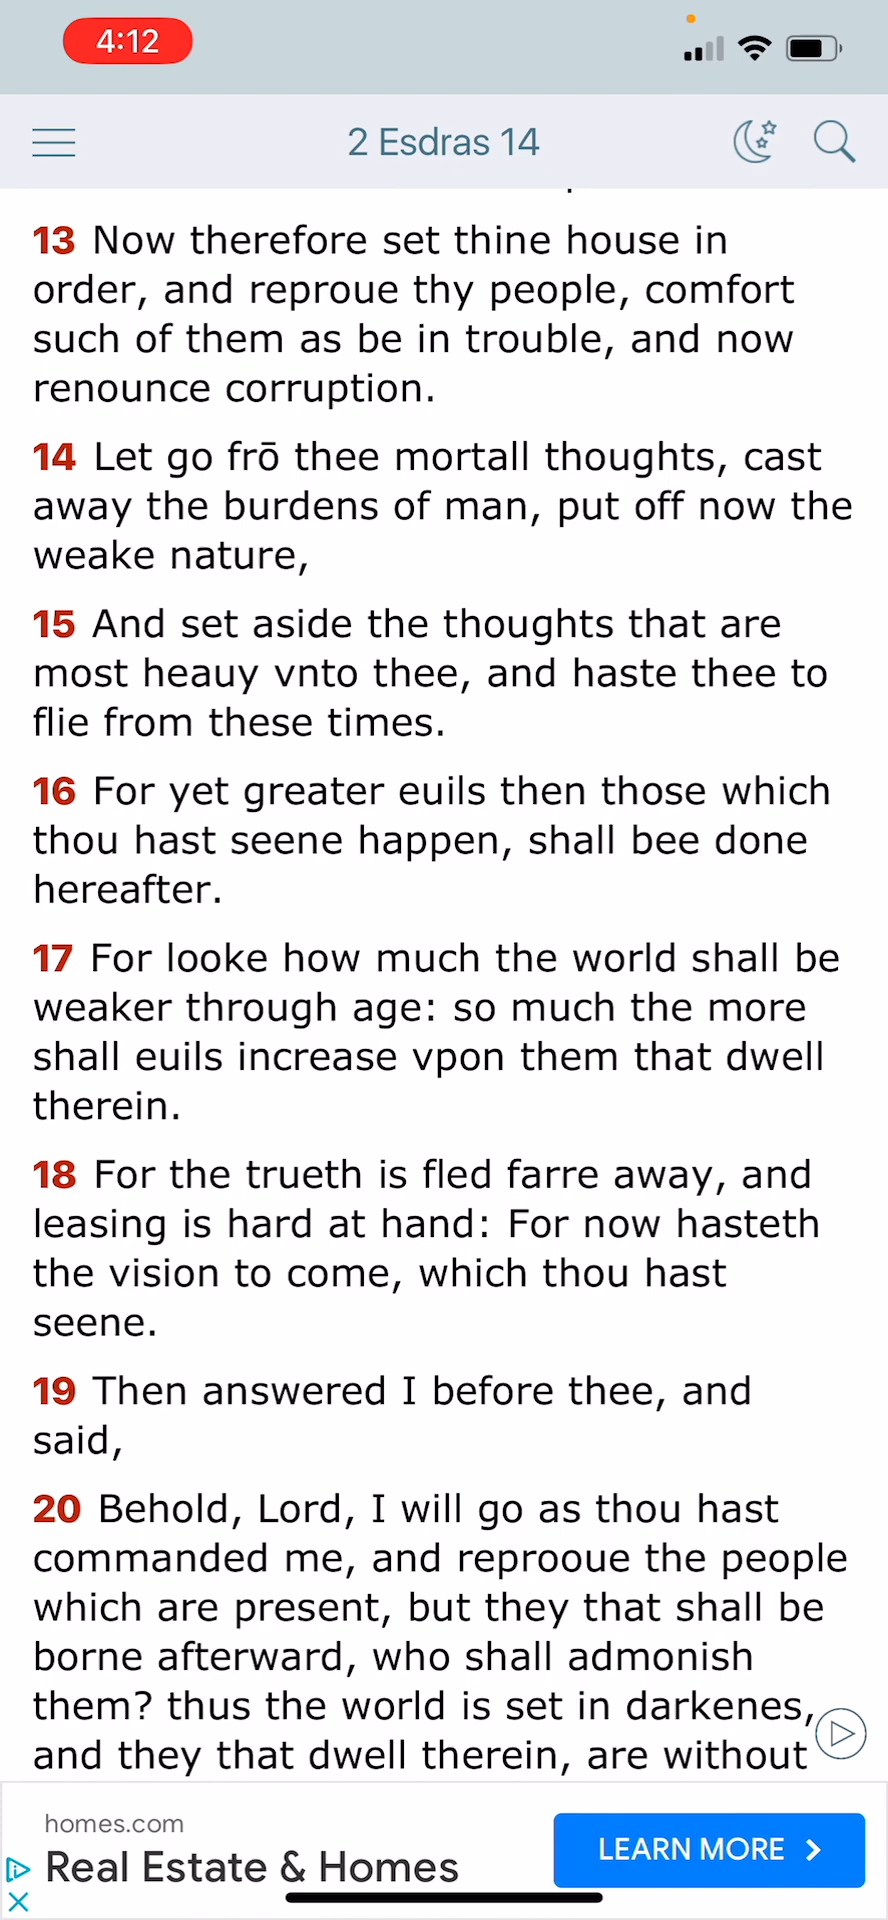 4:12
2 Esdras 14
13 Now therefore set thine house in
order, and reproue thy people, comfort
such of them as be in trouble, and now
renounce corruption.
14 Let go frō thee mortall thoughts, cast
away the burdens of man, put off now the
weake nature,
15 And set aside the thoughts that are
most heauy vnto thee, and haste thee to
flie from these times.
16 For yet greater euils then those which
thou hast seene happen, shall bee done
hereafter.
17 For looke how much the world shall be
weaker through age: so much the more
shall euils increase vpon them that dwell
therein.
18 For the trueth is fled farre away, and
leasing is hard at hand: For now hasteth
the vision to come, which thou hast
seene.
19 Then answered I before thee, and
said,
20 Behold, Lord, I will go as thou hast
commanded me, and reprooue the people
which are present, but they that shall be
borne afterward, who shall admonish
them? thus the world is set in darkenes,
and they that dwell therein, are without
homes.com
Real Estate & Homes
LEARN MORE